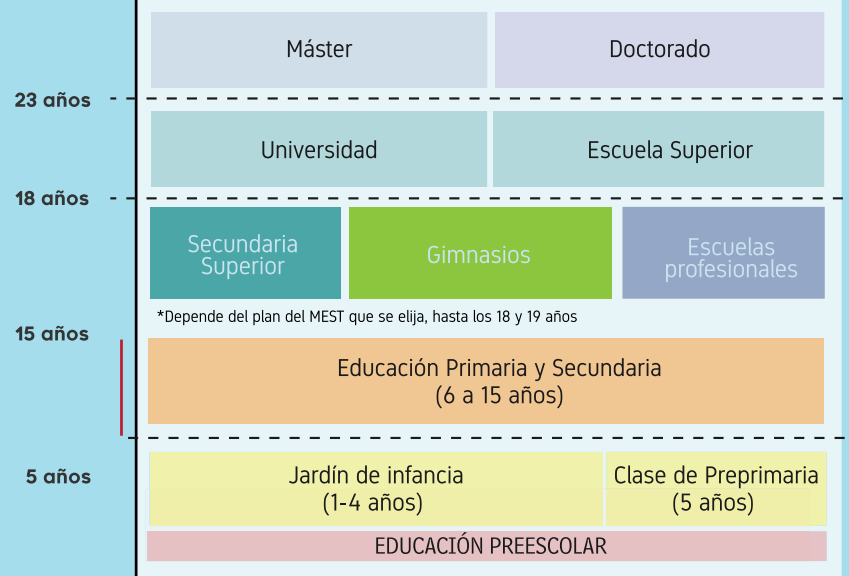 Máster
Doctorado
23 años
Universidad
Escuela Superior
18 años
Secundaria
Superior
Gimnasios
Escuelas
profesionales
*Depende del plan del MEST que se elija, hasta los 18 y 19 años
15 años
Educación Primaria y Secundaria
(6 a 15 años)
5 años
Jardín de infancia
(1-4 años)
Clase de Preprimaria
(5 años)
EDUCACIÓN PREESCOLAR